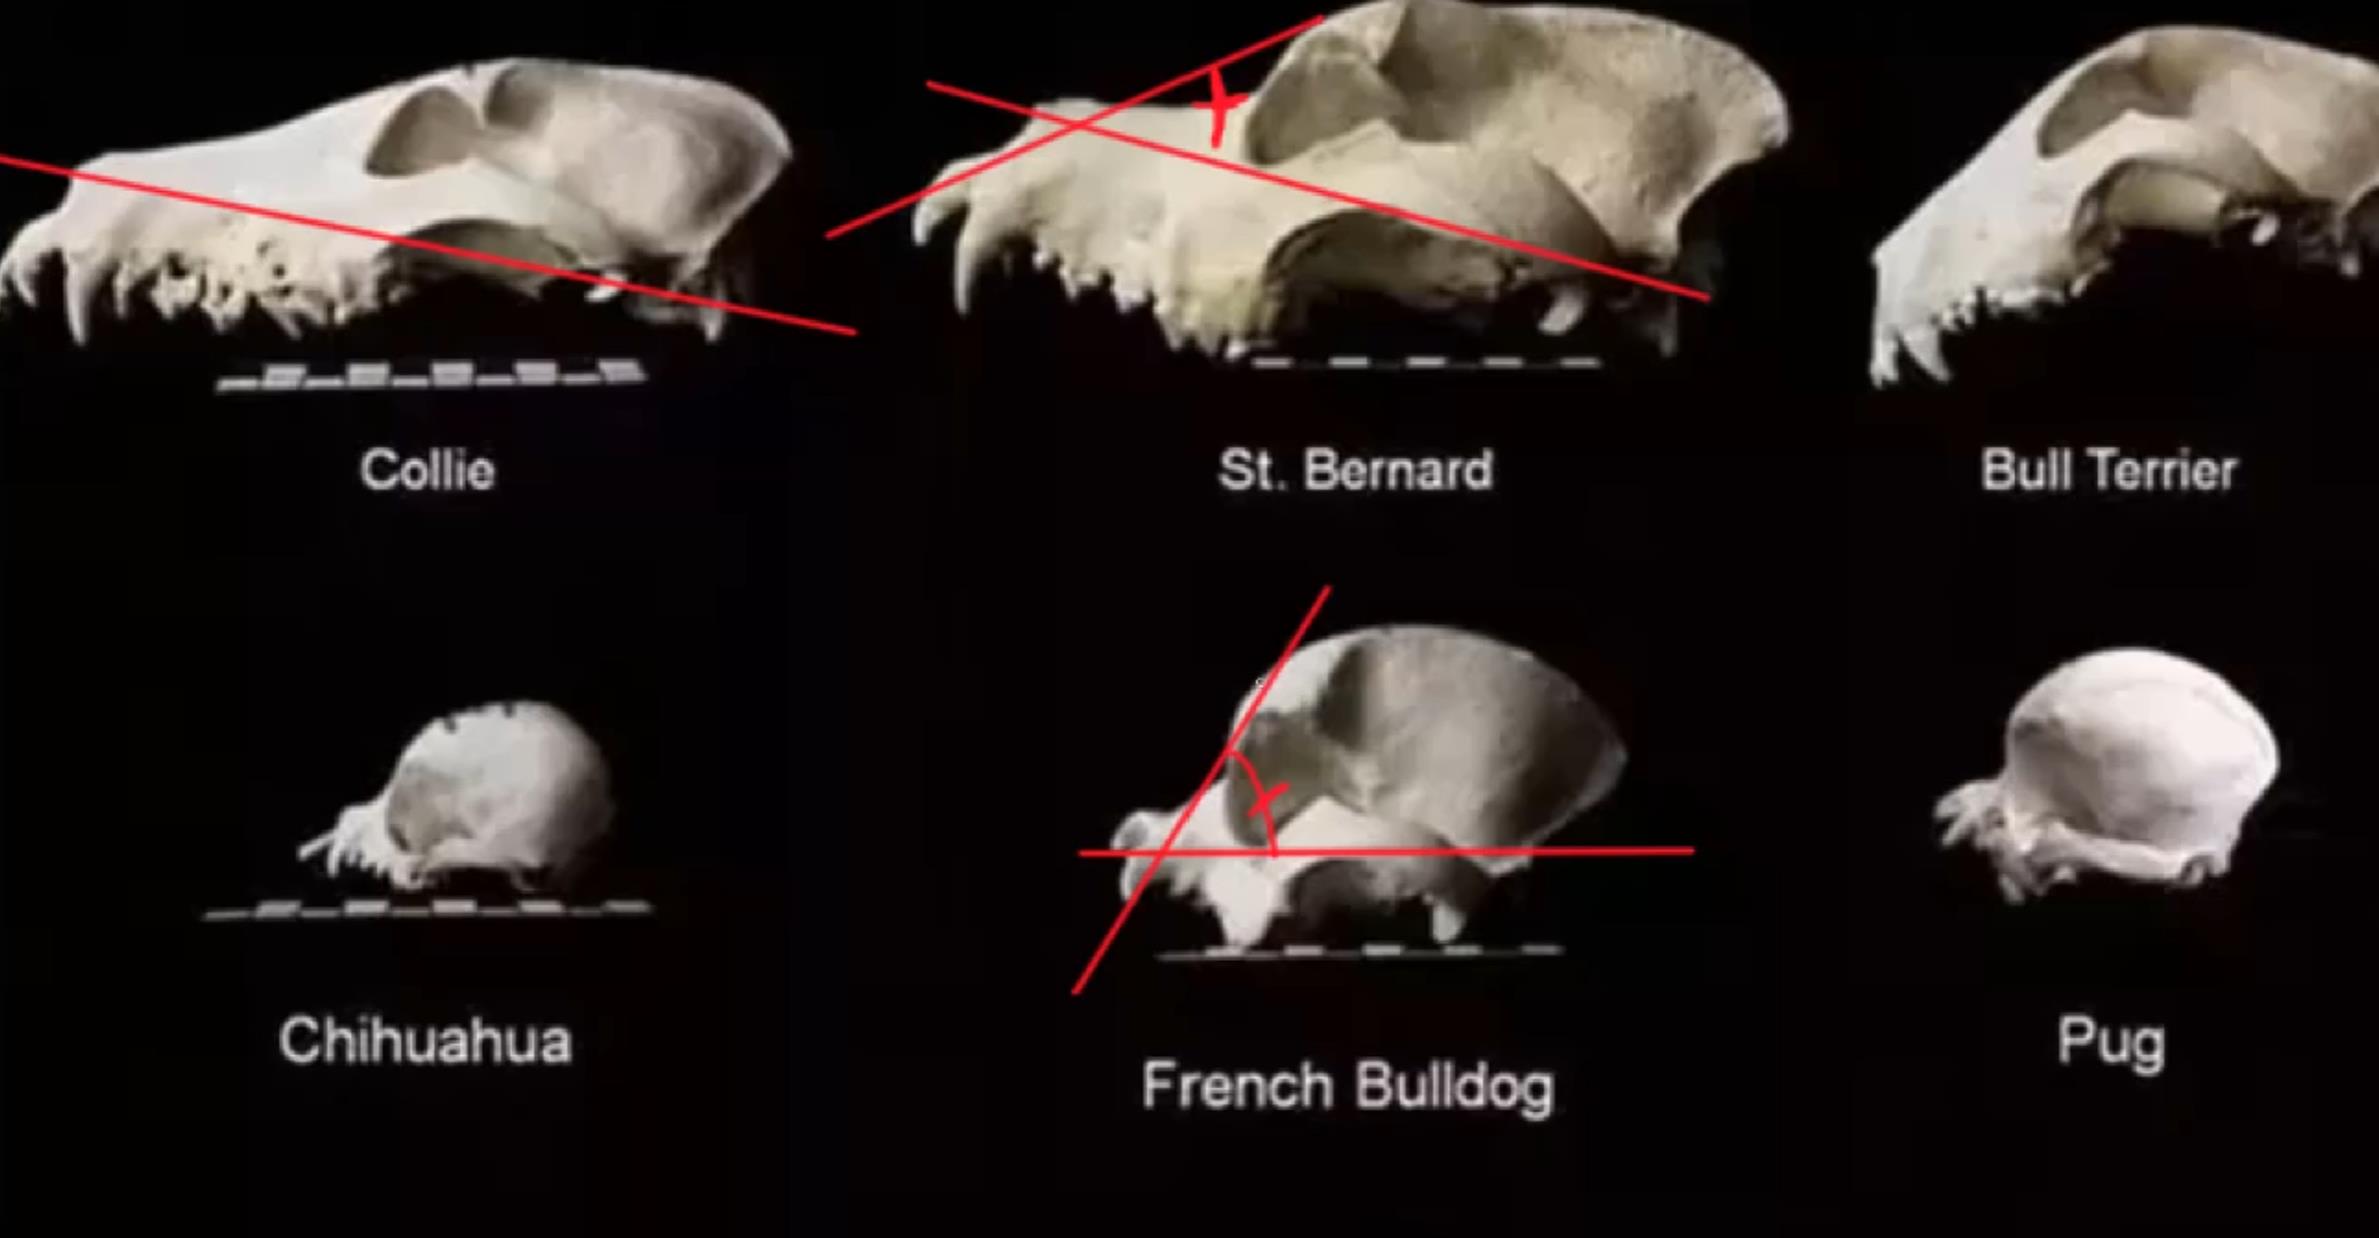 Collie
St. Bernard
Bull Terrier
Chihuahua
French Bulldog
Pug